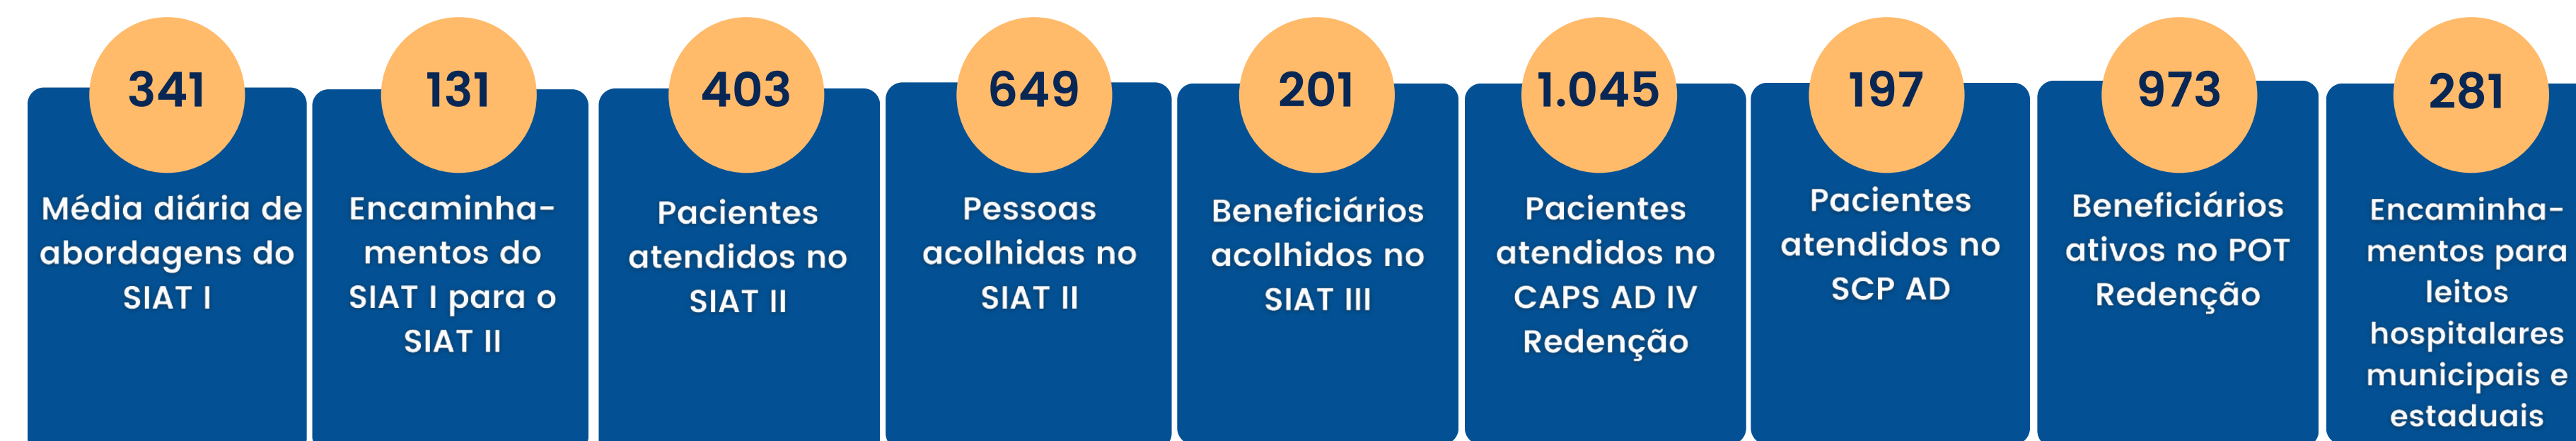 341
Média diária de
abordagens do
SIAT I
131
Encaminha-
mentos do
SIAT I para o
SIAT II
403
Pacientes
atendidos no
SIAT II
649
Pessoas
acolhidas no
SIAT II
201
Beneficiários
acolhidos no
SIAT III
1.045
Pacientes
atendidos no
CAPS AD IV
Redenção
197
Pacientes
atendidos no
SCP AD
973
Beneficiários
ativos no POT
Redenção
281
Encaminha-
mentos para
leitos
hospitalares
municipais e
estaduais